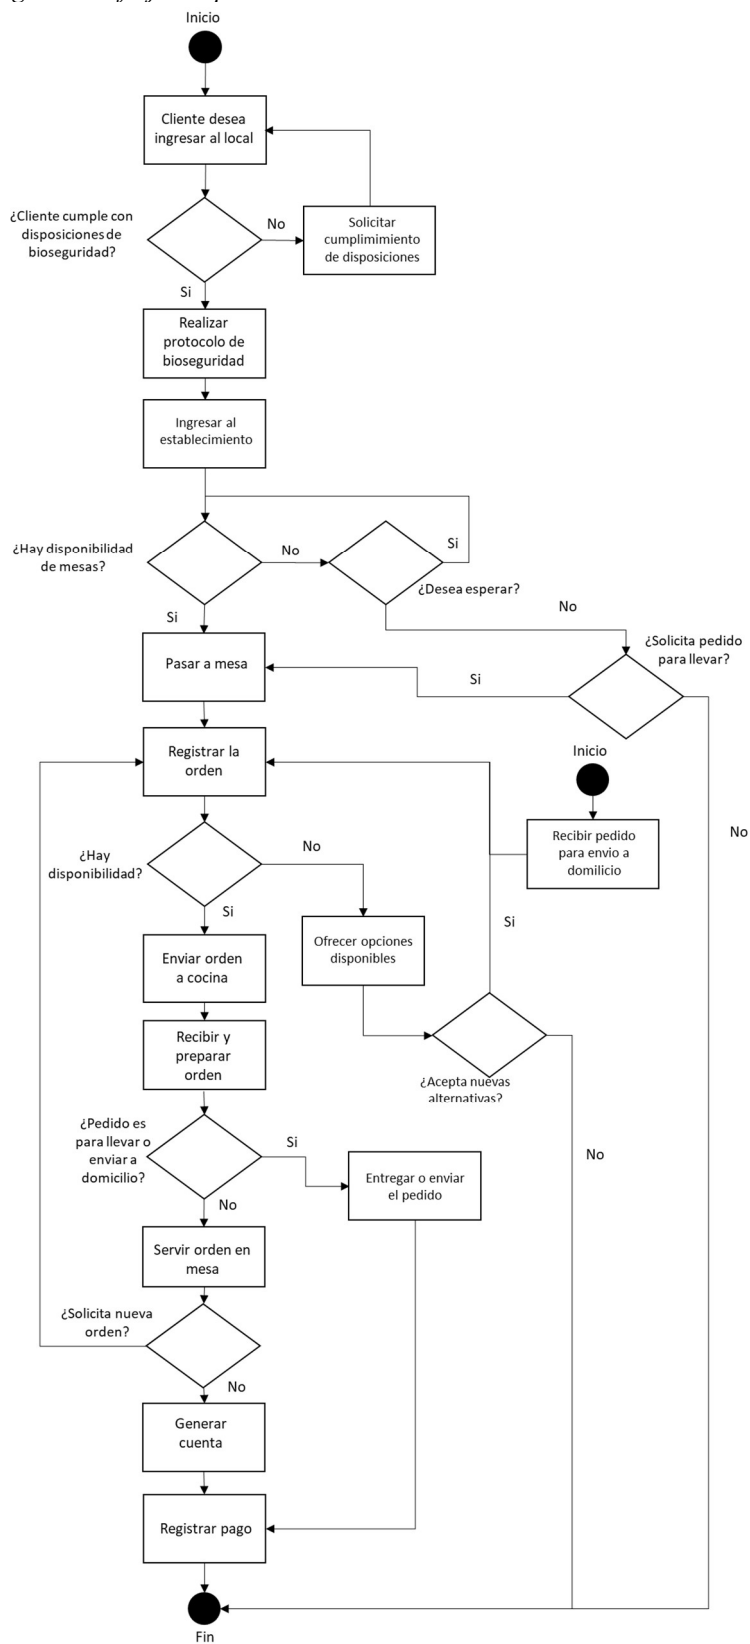 Inicio
Cliente desea
ingresar al local
¿Cliente cumple con
disposiciones de
bioseguridad?
No
Solicitar
cumplimimiento
de disposiciones
Si
Realizar
protocolo de
bioseguridad
Ingresar al
establecimiento
¿Hay disponibilidad
de mesas?
No
Si
¿Desea esperar?
No
Si
¿Solicita pedido
para llevar?
Pasar a mesa
Si
Registrar la
orden
Inicio
Recibir pedido
para envio a
domilicio
No
¿Hay
disponibilidad?
No
Si
Si
Enviar orden
a cocina
Ofrecer opciones
disponibles
Recibir y
preparar
orden
¿Acepta nuevas
alternativas?
¿Pedido es
para llevar o
enviar a
domicilio?
Si
No
Entregar o enviar
el pedido
No
Servir orden en
mesa
¿Solicita nueva
orden?
No
Generar
cuenta
Registrar pago
Fin